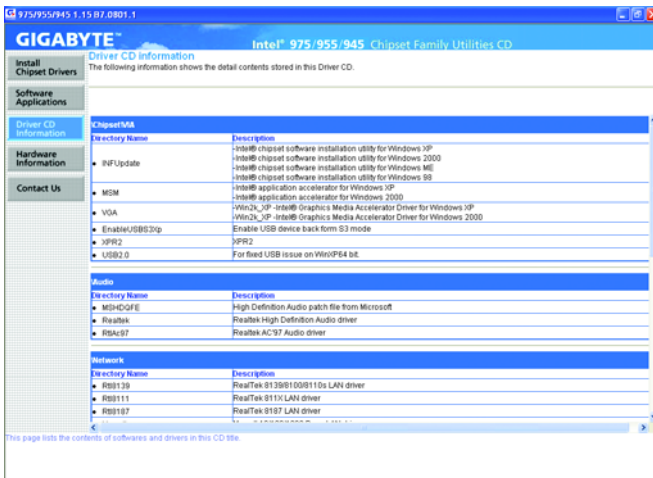 975/955/945 1.15 B7.0801.1
GIGABYTE™
Intel® 975/955/945 Chipset Family Utilities CD
Install
Chipset Drivers
Software
Applications
Driver CD
Information
Hardware
Information
Contact Us
Driver CD information
The following information shows the detail contents stored in this Driver CD.
\Chipset\VIA
Directory Name Description
INFUpdate
-Intel® chipset software installation utility for Windows XP
-Intel® chipset software installation utility for Windows 2000
-Intel® chipset software installation utility for Windows ME
-Intel® chipset software installation utility for Windows 98
MSM
-Intel® application accelerator for Windows XP
-Intel® application accelerator for Windows 2000
VGA
-Win2k_XP -Intel® Graphics Media Accelerator Driver for Windows XP
-Win2k_XP -Intel® Graphics Media Accelerator Driver for Windows 2000
EnableUSBS3Xp Enable USB device back form S3 mode
XPR2 XPR2
USB2.0 For fixed USB issue on WinXP64 bit.
\Audio
Directory Name Description
MSHDQFE High Definition Audio patch file from Microsoft
Realtek Realtek High Definition Audio driver
RtlAc97 Realtek AC'97 Audio driver
\Network
Directory Name Description
Rtl8139 RealTek 8139/8100/8110s LAN driver
Rtl8111 RealTek 811X LAN driver
Rtl8187 RealTek 8187 LAN driver
This page lists the contents of softwares and drivers in this CD title.